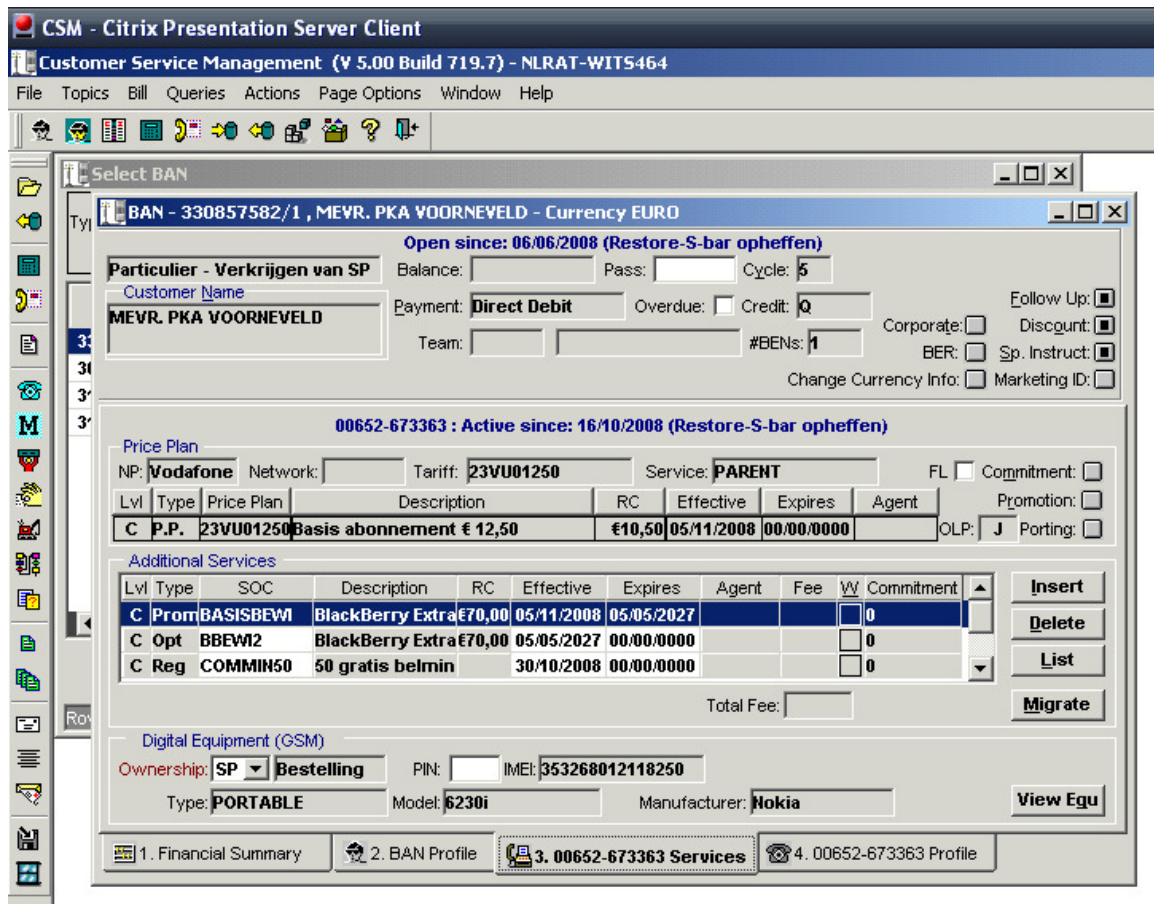 CSM - Citrix Presentation Server Client
Customer Service Management (V 5.00 Build 719.7) - NLRAT-WITS464
File Topics Bill Queries Actions Page Options Window Help
Select BAN
BAN - 330857582/1 , MEVR. PKA VOORNEVELD - Currency EURO
Open since: 06/06/2008 (Restore-S-bar opheffen)
Particulier - Verkrijgen van SP Balance: Pass: Cycle: 5
Customer Name
MEVR. PKA VOORNEVELD
Payment: Direct Debit Overdue: Credit: Q
Follow Up:
Corporate: Discount:
Team: #BENs: 1
BER: Sp. Instruct:
Change Currency Info: Marketing ID:
00652-673363 : Active since: 16/10/2008 (Restore-S-bar opheffen)
Price Plan
NP: Vodafone Network: Tariff: 23VU01250 Service: PARENT FL Commitment:
Lvl Type Price Plan Description RC Effective Expires Agent Promotion:
C P.P. 23VU01250 Basis abonnement € 12,50 €10,50 05/11/2008 00/00/0000 OLP: J Porting:
Additional Services
Lvl Type SOC Description RC Effective Expires Agent Fee W Commitment
C Prom BASISBEWI BlackBerry Extra €70,00 05/11/2008 05/05/2027 0
C Opt BBEWI2 BlackBerry Extra €70,00 05/05/2027 00/00/0000 0
C Reg COMMIN50 50 gratis belmin 30/10/2008 00/00/0000 0
Insert
Delete
List
Total Fee: Migrate
Digital Equipment (GSM)
Ownership: SP Bestelling PIN: IMEI: 353268012118250
Type: PORTABLE Model: 6230i Manufacturer: Nokia View Equ
1. Financial Summary 2. BAN Profile 3. 00652-673363 Services 4. 00652-673363 Profile